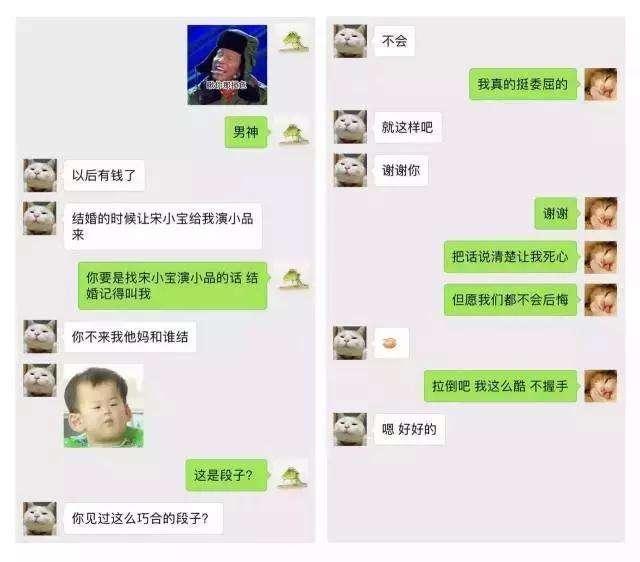 男神
以后有钱了
结婚的时候让宋小宝给我演小品
来
你要是找宋小宝演小品的话 结
婚记得叫我
你不来我他妈和谁结
这是段子?
你见过这么巧合的段子?
不会
我真的挺委屈的
就这样吧
谢谢你
谢谢
把话说清楚让我死心
但愿我们都不会后悔
拉倒吧 我这么酷 不握手
嗯 好好的